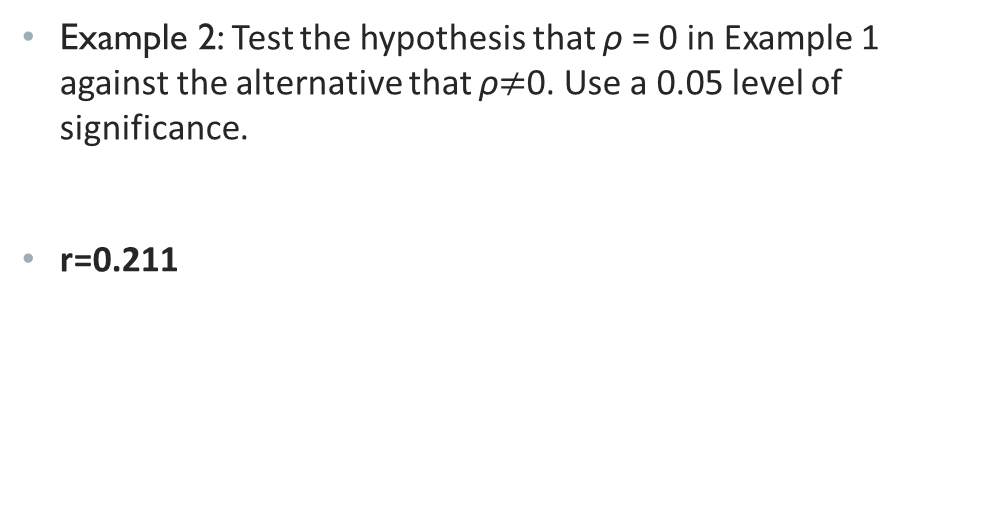 • Example 2: Test the hypothesis that ρ = 0 in Example 1
against the alternative that ρ≠0. Use a 0.05 level of
significance.
• r=0.211